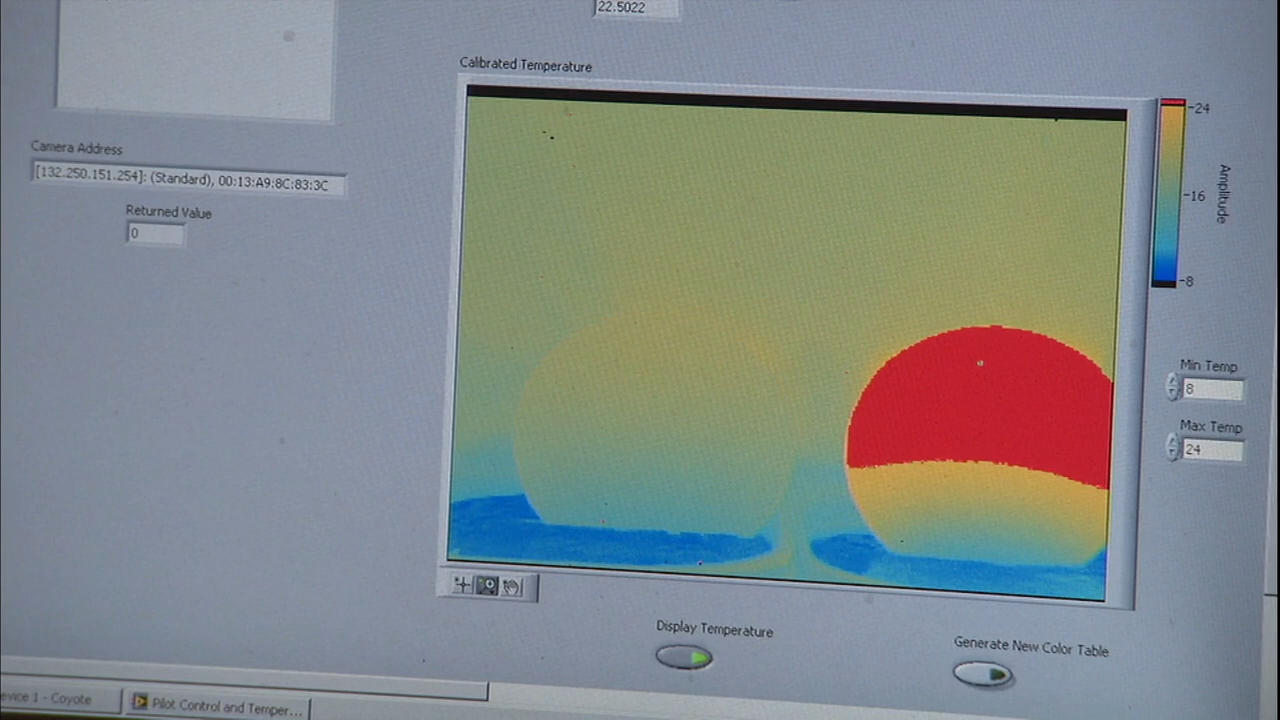 22.5022
Calibrated Temperature
24
16
8
Amplitude
Camera Address
[132.250.151.254]: (Standard), 00:13:A9:8C:83:3C
Returned Value
0
Min Temp
8
Max Temp
24
Display Temperature
Generate New Color Table
evice 1 - Coyote
Pilot Control and Temper...